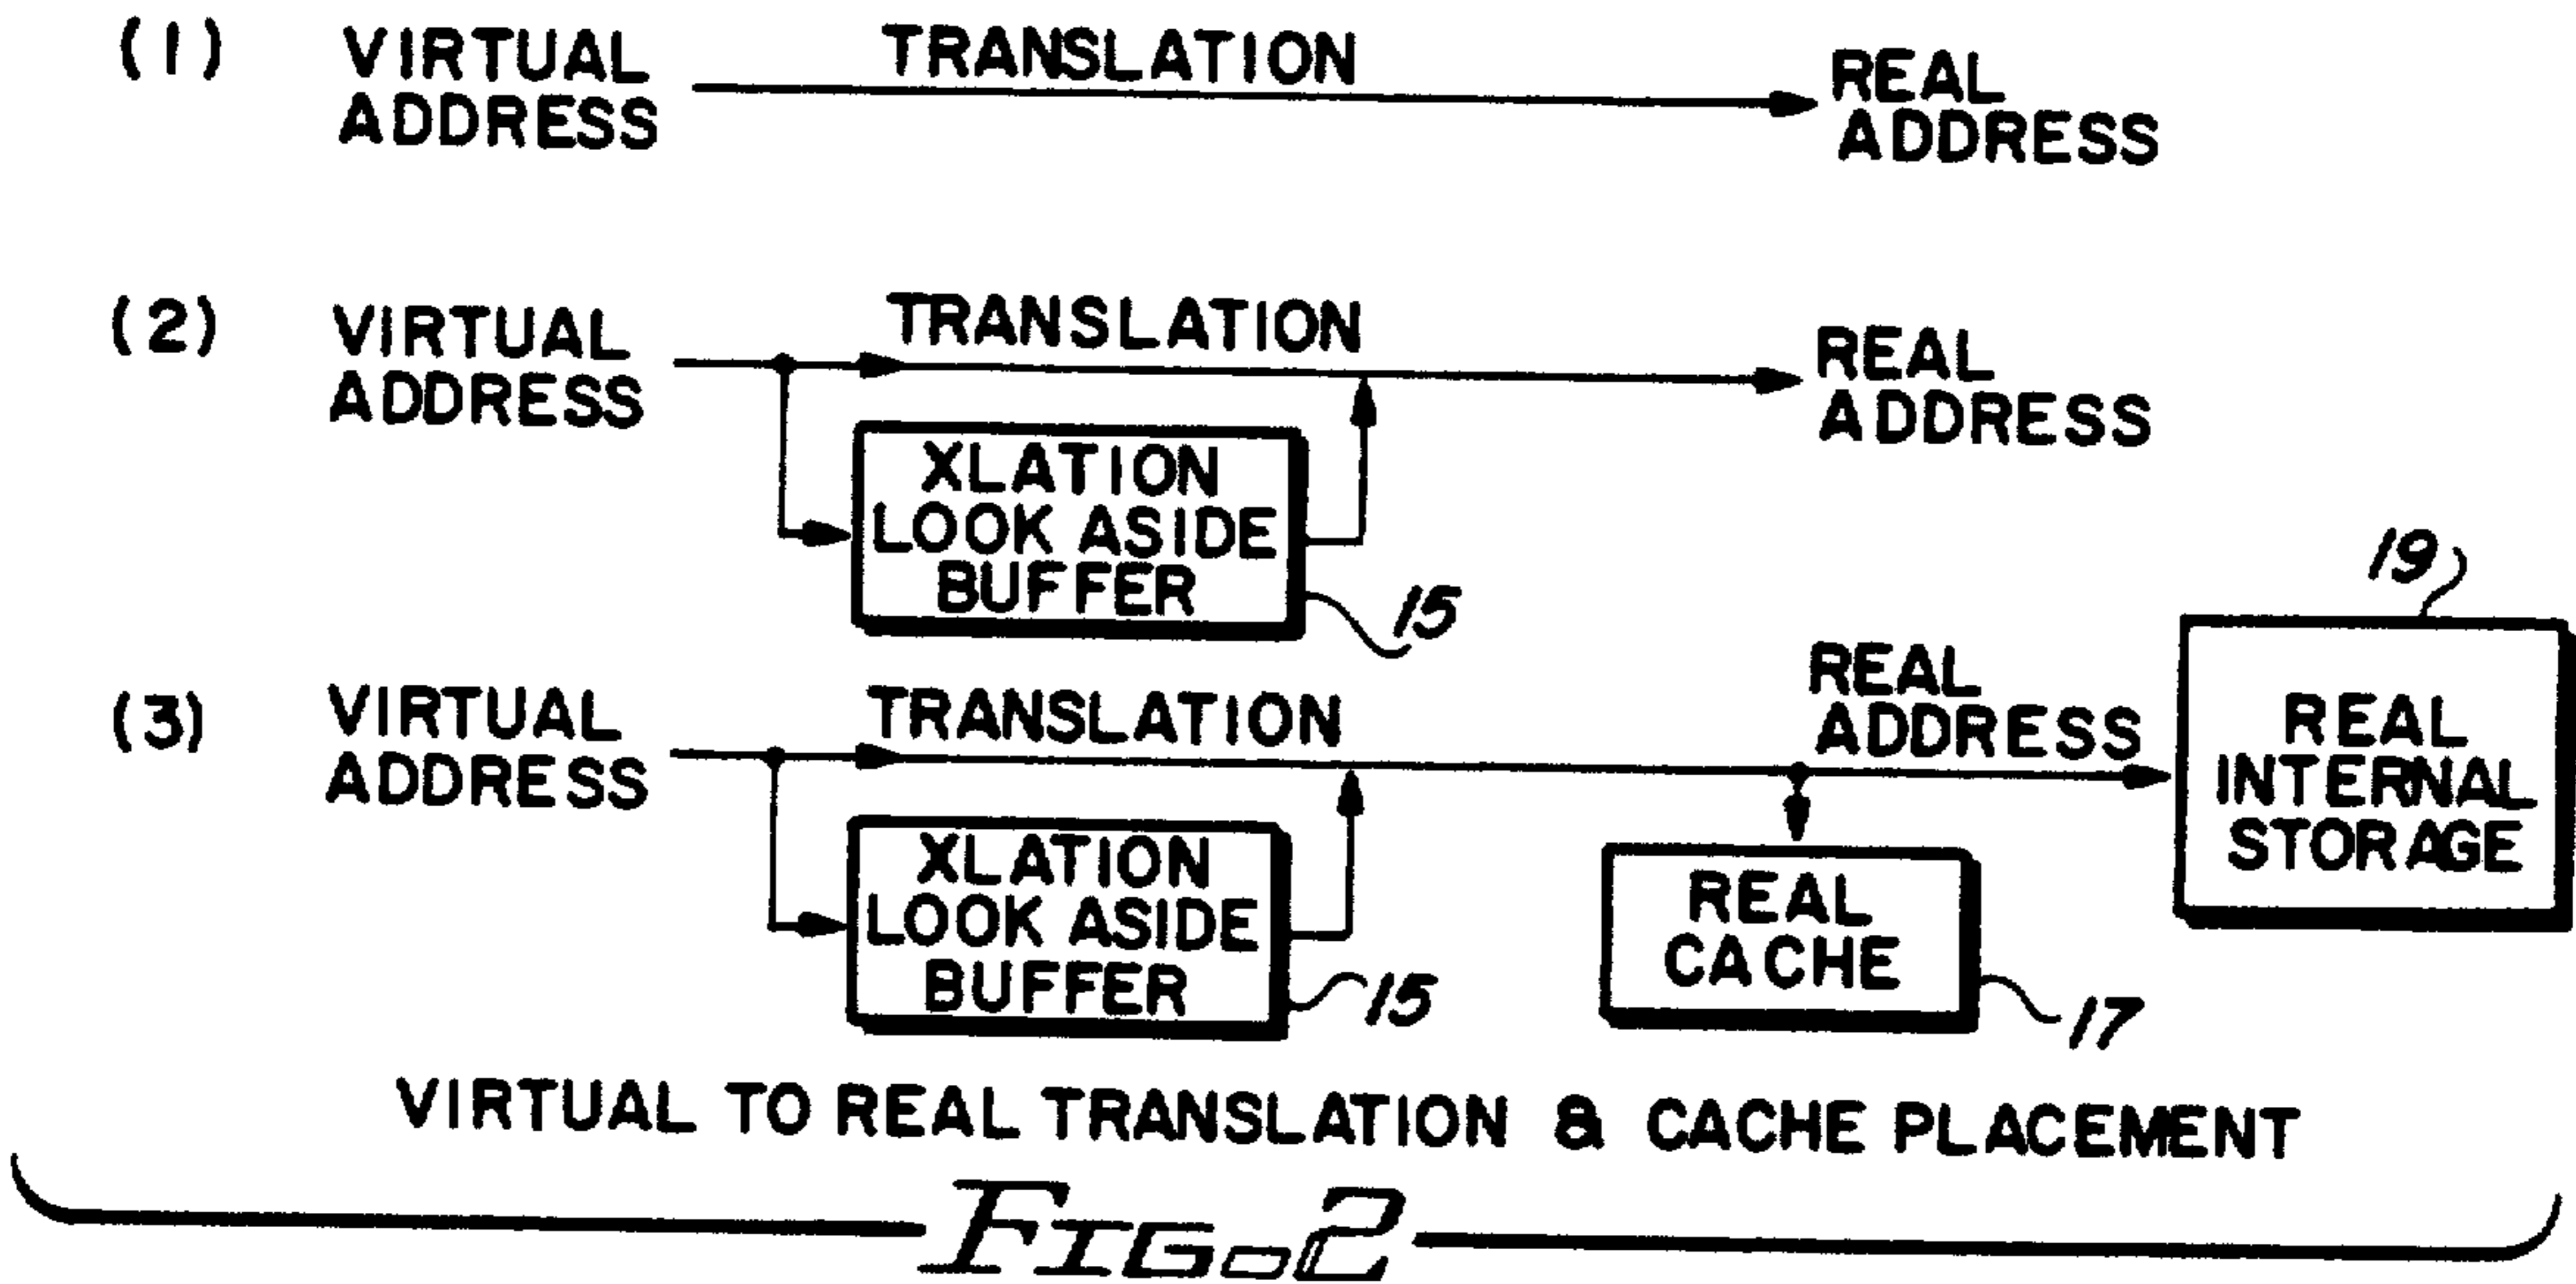 (1) VIRTUAL TRANSLATION REAL
ADDRESS ADDRESS
(2) VIRTUAL TRANSLATION REAL
ADDRESS ADDRESS
XLATION
LOOK ASIDE
BUFFER
15
19
(3) VIRTUAL TRANSLATION REAL
ADDRESS ADDRESS
REAL
INTERNAL
STORAGE
XLATION
LOOK ASIDE
BUFFER
15
REAL
CACHE
17
VIRTUAL TO REAL TRANSLATION & CACHE PLACEMENT
FIG. 2